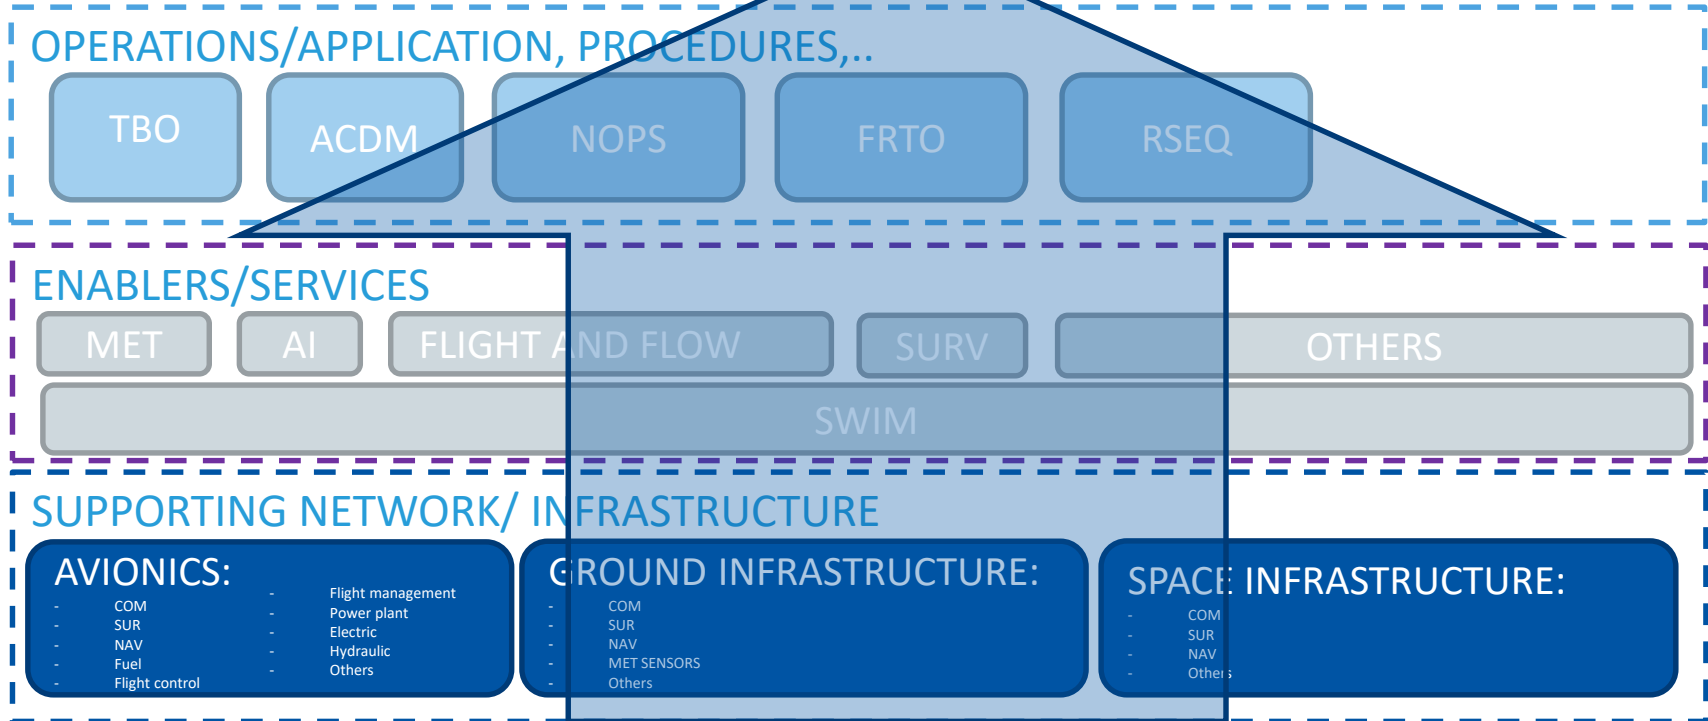 OPERATIONS/APPLICATION, PROCEDURES,..
TBO
ACDM
NOPS
FRTO
RSEQ
ENABLERS/SERVICES
MET
AI
FLIGHT AND FLOW
SURV
OTHERS
SWIM
SUPPORTING NETWORK/ INFRASTRUCTURE
AVIONICS:
- COM
- SUR
- NAV
- Fuel
- Flight control
- Flight management
- Power plant
- Electric
- Hydraulic
- Others
GROUND INFRASTRUCTURE:
- COM
- SUR
- NAV
- MET SENSORS
- Others
SPACE INFRASTRUCTURE:
- COM
- SUR
- NAV
- Others